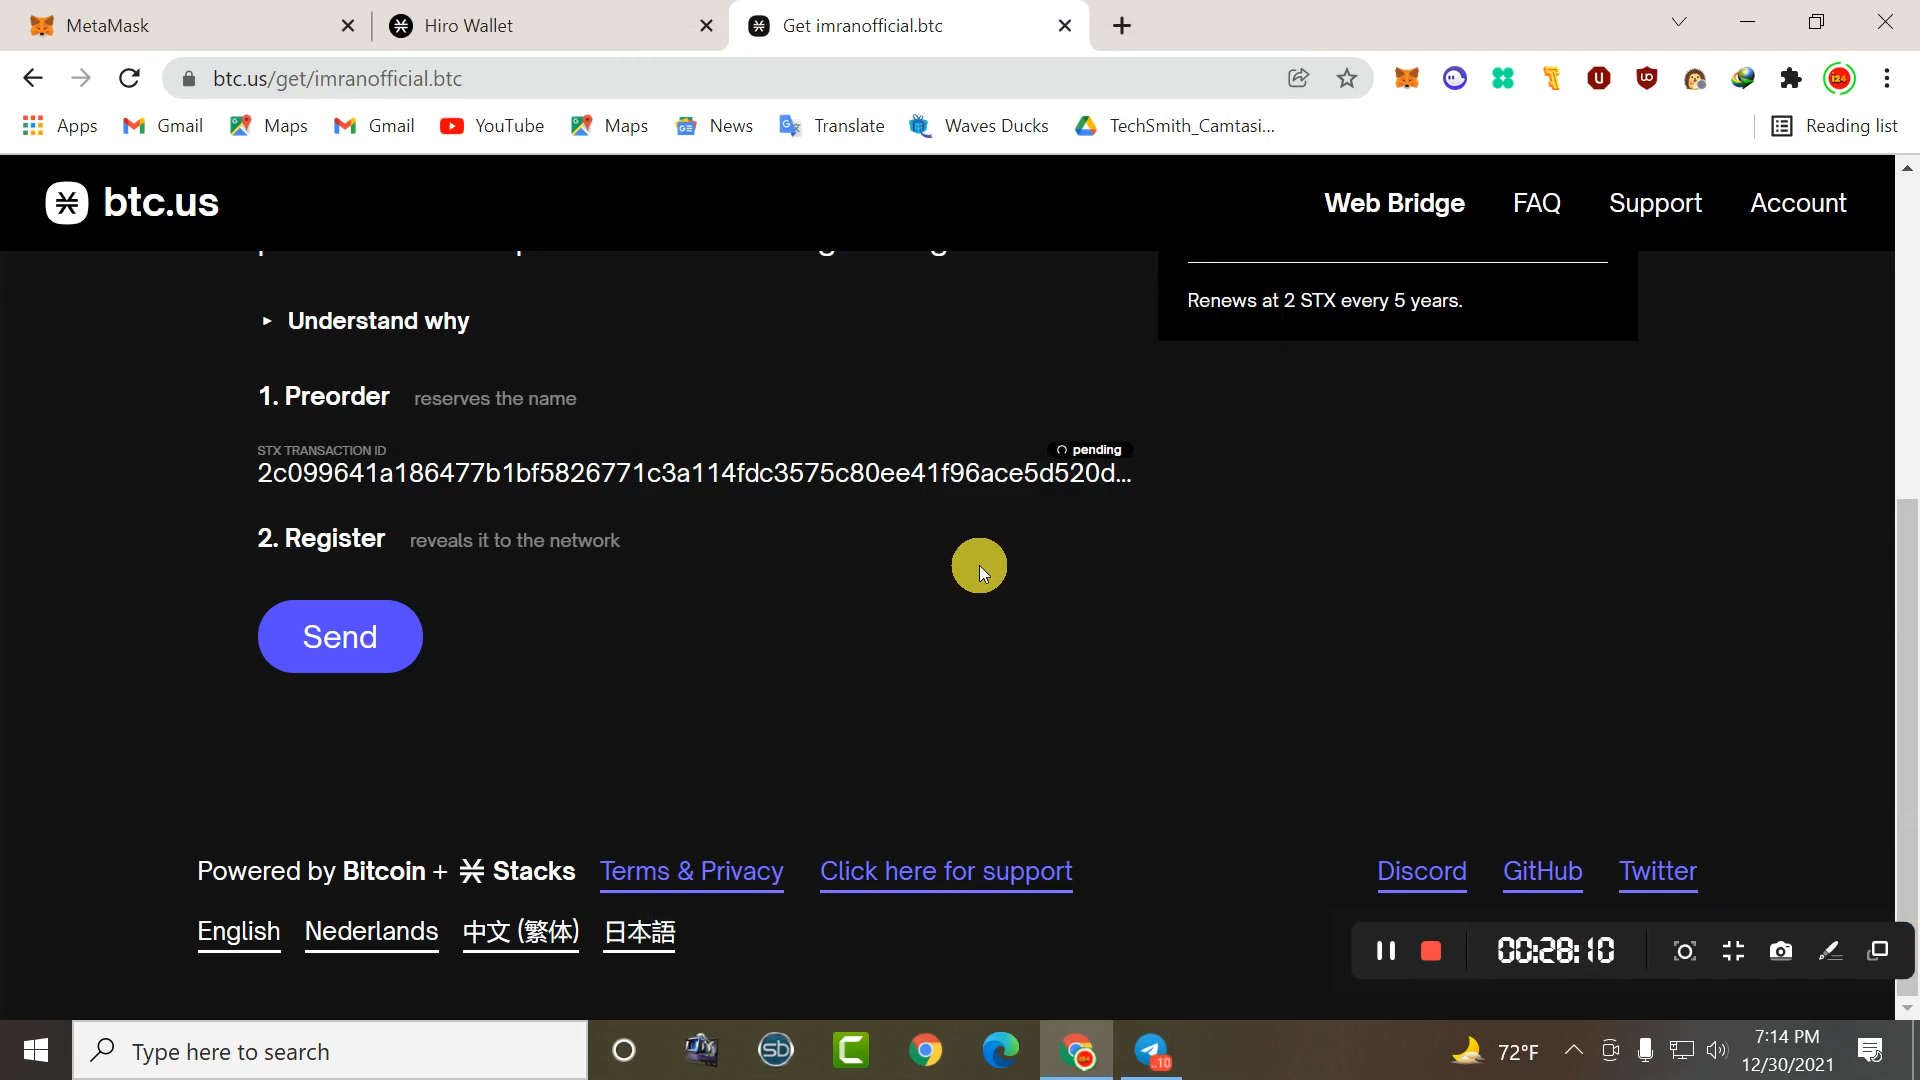 MetaMask
Hiro Wallet
Get imranofficial.btc
btc.us/get/imranofficial.btc
Apps
Gmail
Maps
Gmail
YouTube
Maps
News
Translate
Waves Ducks
TechSmith_Camtasi...
Reading list
btc.us
Web Bridge
FAQ
Support
Account
Renews at 2 STX every 5 years.
Understand why
1. Preorder reserves the name
STX TRANSACTION ID
pending
2c099641a186477b1bf5826771c3a114fdc3575c80ee41f96ace5d520d...
2. Register reveals it to the network
Send
Powered by Bitcoin + Stacks
Terms & Privacy
Click here for support
Discord
GitHub
Twitter
English
Nederlands
中文 (繁体)
日本語
00:28:10
Type here to search
72°F
7:14 PM
12/30/2021